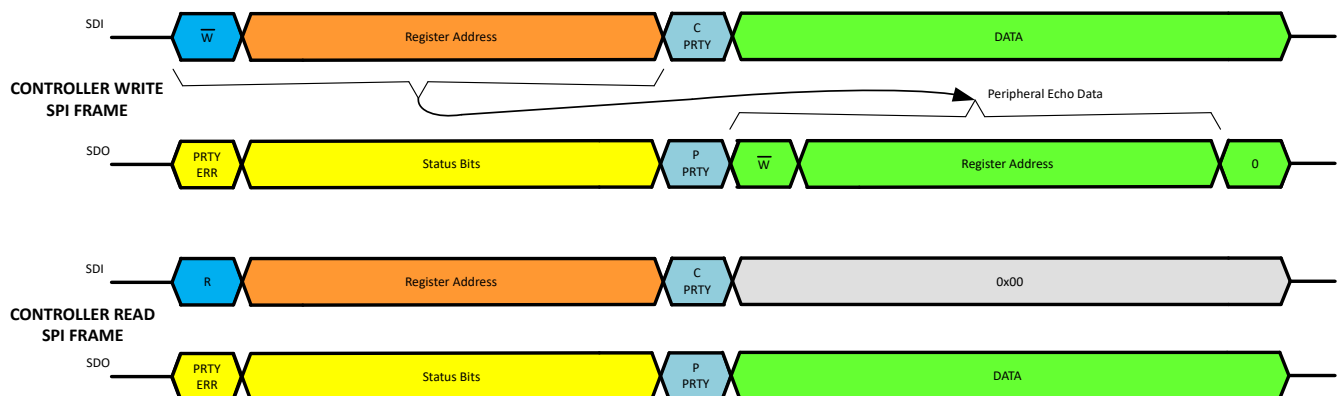 SDI
W̅
Register Address
C
PRTY
DATA
CONTROLLER WRITE
SPI FRAME
Peripheral Echo Data
SDO
PRTY
ERR
Status Bits
P
PRTY
W̅
Register Address
0
SDI
R
Register Address
C
PRTY
0x00
CONTROLLER READ
SPI FRAME
SDO
PRTY
ERR
Status Bits
P
PRTY
DATA